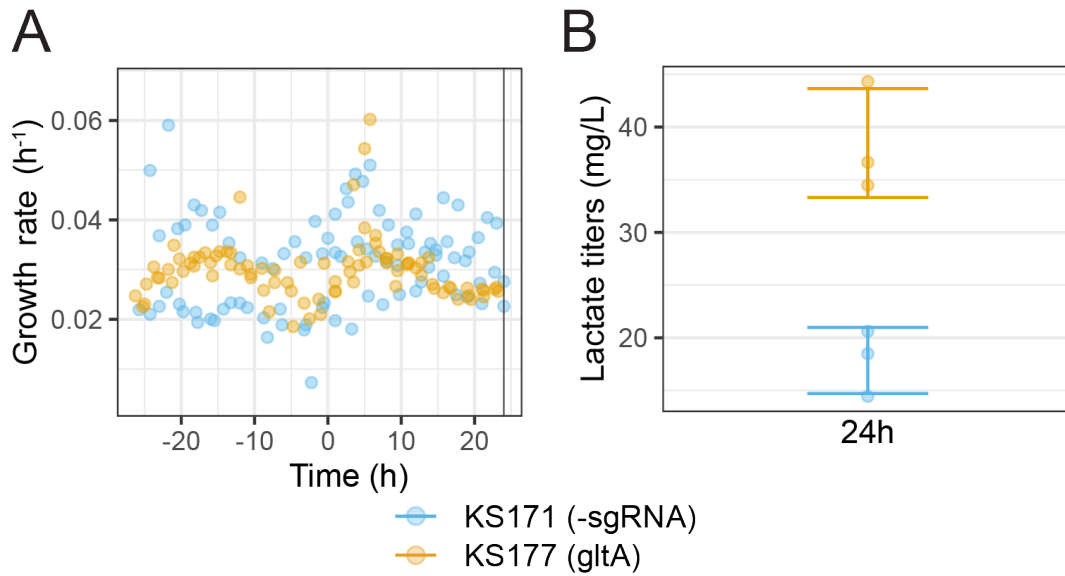 A
Growth rate (h-1)
0.06
0.04
0.02
-20 -10 0 10 20
Time (h)
B
Lactate titers (mg/L)
40
30
20
24h
KS171 (-sgRNA)
KS177 (gltA)